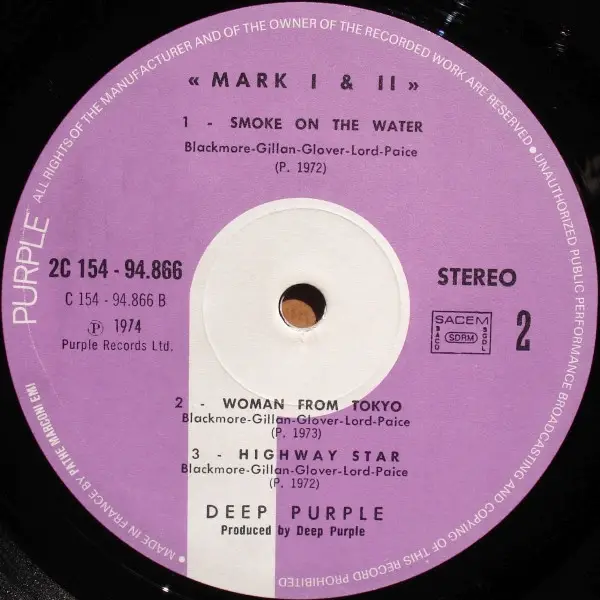 ALL RIGHTS OF THE MANUFACTURER AND OF THE OWNER OF THE RECORDED WORK ARE RESERVED • UNAUTHORIZED PUBLIC PERFORMANCE BROADCASTING AND COPYING OF THIS RECORD PROHIBITED
« MARK I & II »
1 - SMOKE ON THE WATER
Blackmore-Gillan-Glover-Lord-Paice
(P. 1972)
PURPLE
2C 154 - 94.866
C 154 - 94.866 B
Ⓟ 1974
Purple Records Ltd.
STEREO
SACEM
SACD
SDRM
SGDL
2
2 - WOMAN FROM TOKYO
Blackmore-Gillan-Glover-Lord-Paice
(P. 1973)
3 - HIGHWAY STAR
Blackmore-Gillan-Glover-Lord-Paice
(P. 1972)
DEEP PURPLE
Produced by Deep Purple
• MADE IN FRANCE BY PATHE MARCONI EMI